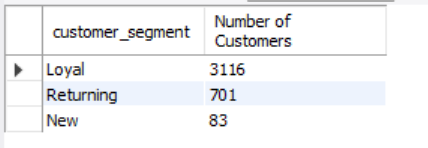 customer_segment Number of
Customers
Loyal 3116
Returning 701
New 83